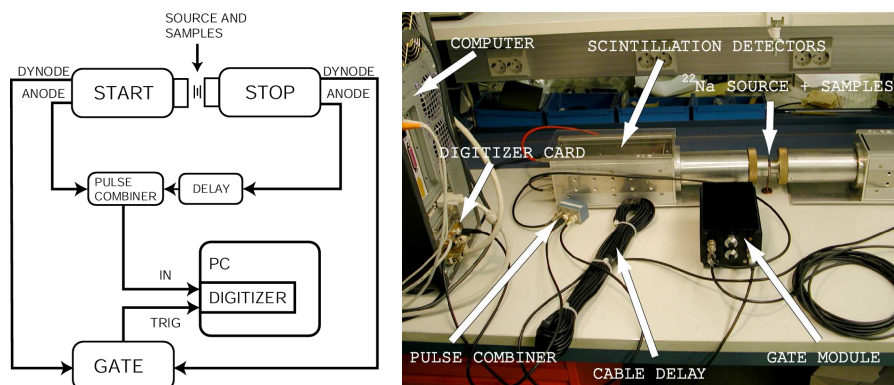 SOURCE AND
SAMPLES
DYNODE
ANODE
START
STOP
DYNODE
ANODE
PULSE
COMBINER
DELAY
IN
PC
DIGITIZER
TRIG
GATE
COMPUTER
SCINTILLATION DETECTORS
22Na SOURCE + SAMPLES
DIGITIZER CARD
PULSE COMBINER
CABLE DELAY
GATE MODULE